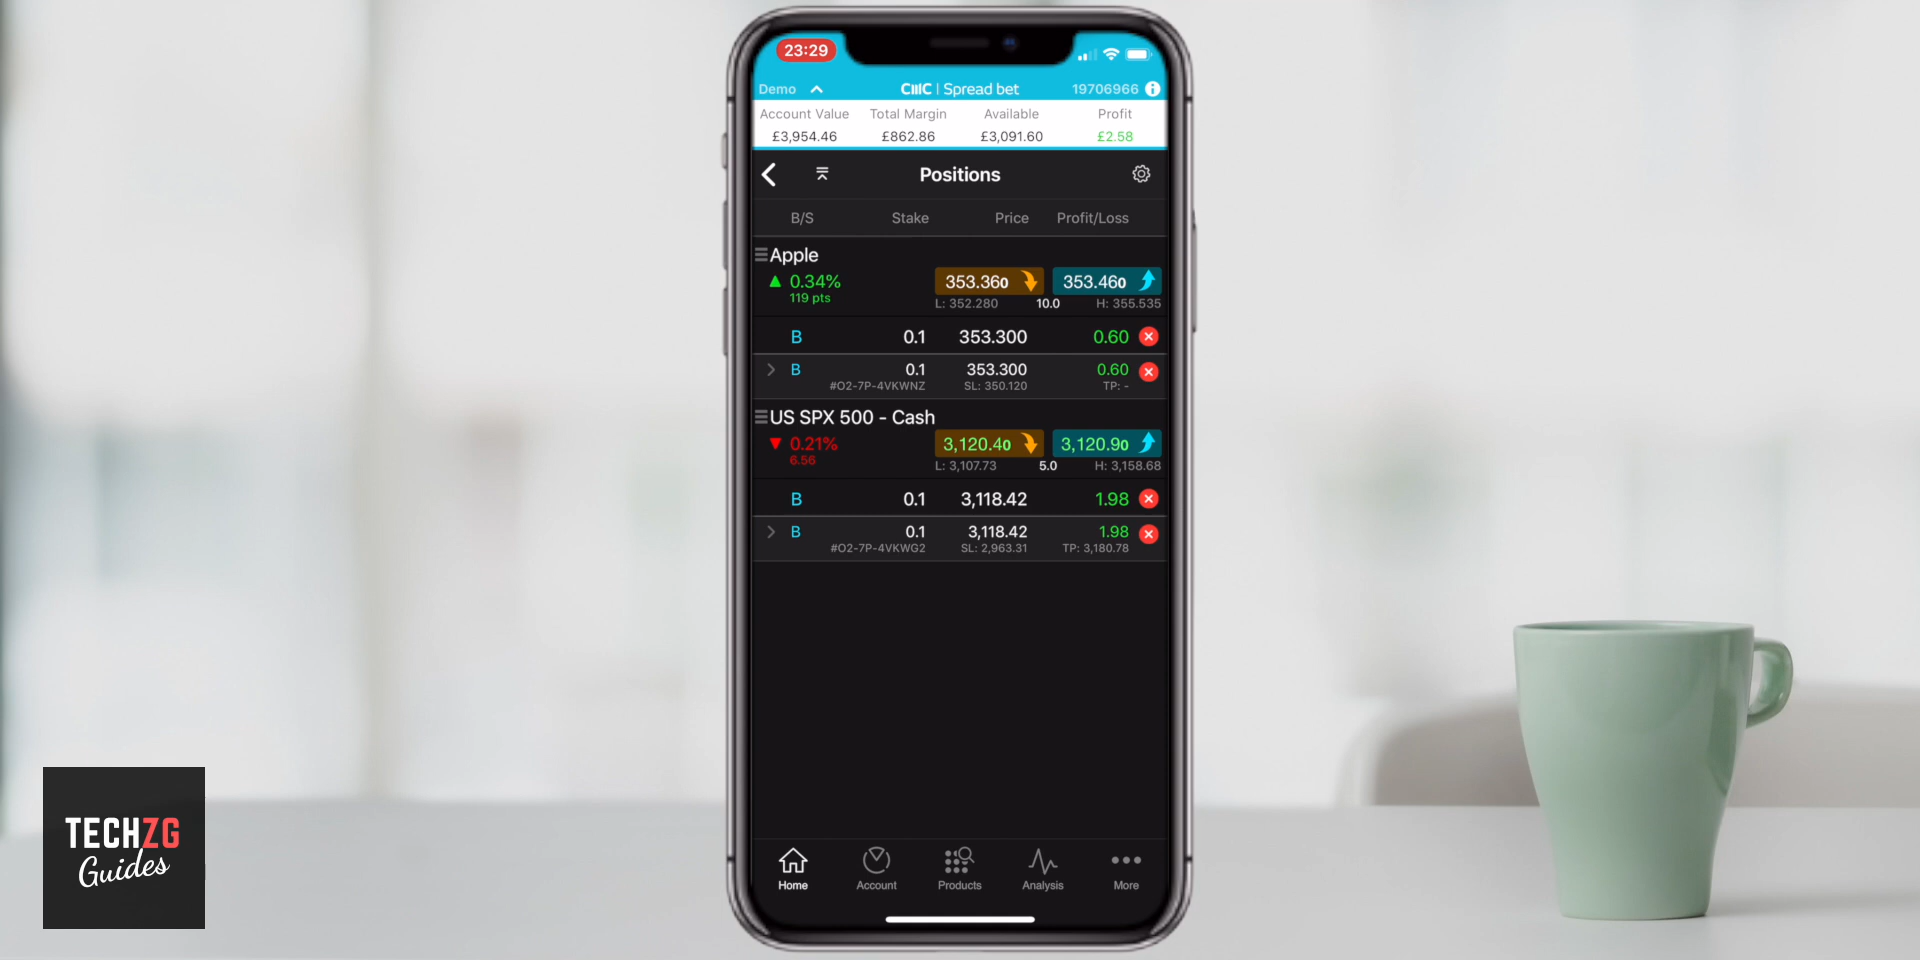 23:29
Demo CMC | Spread bet 19706966
Account Value Total Margin Available Profit
£3,954.46 £862.86 £3,091.60 £2.58
Positions
B/S Stake Price Profit/Loss
Apple
0.34% 353.360 353.460
119 pts L: 352.280 10.0 H: 355.535
B 0.1 353.300 0.60
B 0.1 353.300 0.60
#O2-7P-4VKWNZ SL: 350.120 TP: -
US SPX 500 - Cash
0.21% 3,120.40 3,120.90
6.56 L: 3,107.73 5.0 H: 3,158.68
B 0.1 3,118.42 1.98
B 0.1 3,118.42 1.98
#O2-7P-4VKWG2 SL: 2,963.31 TP: 3,180.78
Home Account Products Analysis More
TECHZG
Guides